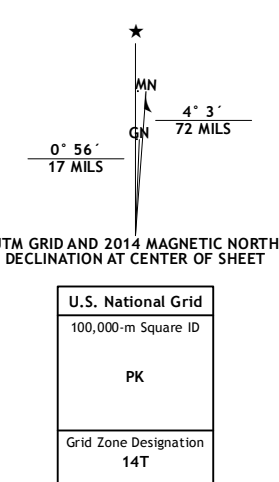 ★
MN
GN
4° 3´
72 MILS
0° 56´
17 MILS
UTM GRID AND 2014 MAGNETIC NORTH
DECLINATION AT CENTER OF SHEET
U.S. National Grid
100,000-m Square ID
PK
Grid Zone Designation
14T